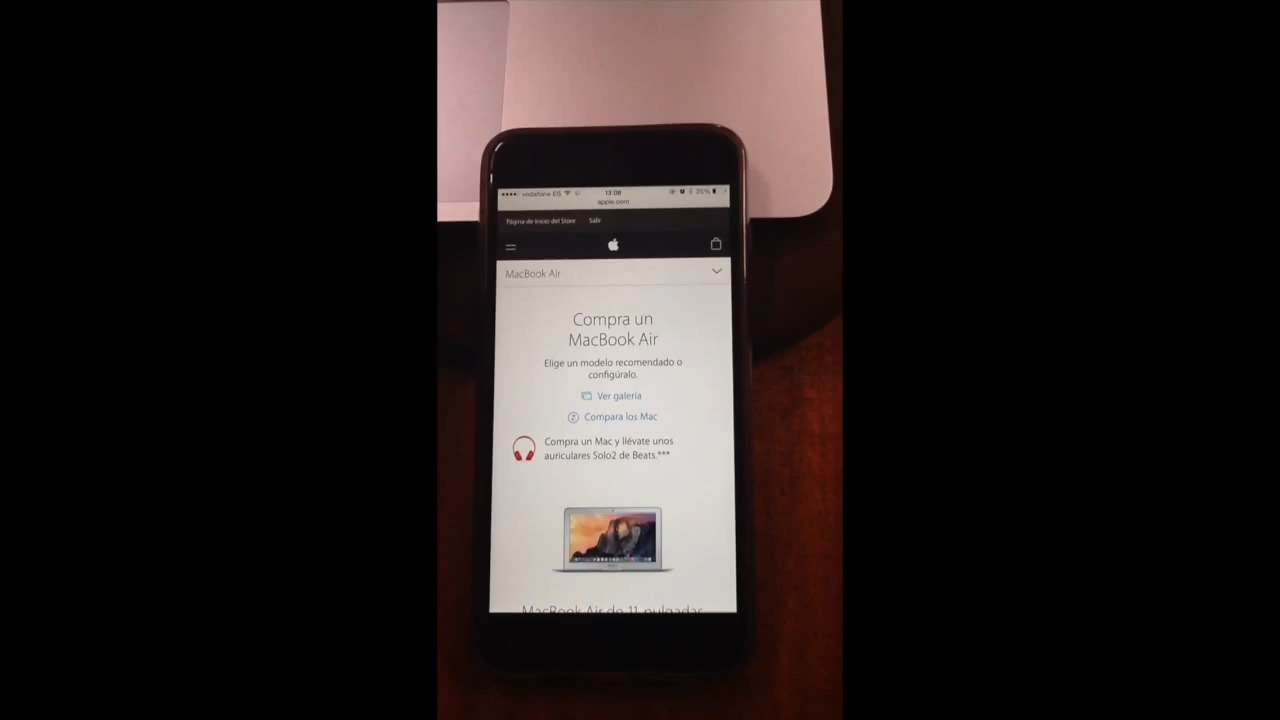 vodafone ES 13:08 25%
apple.com
Página de inicio del Store Salir
MacBook Air
Compra un
MacBook Air
Elige un modelo recomendado o
configúralo.
Ver galería
Compara los Mac
Compra un Mac y llévate unos
auriculares Solo2 de Beats.***
MacBook Air de 11 pulgadas